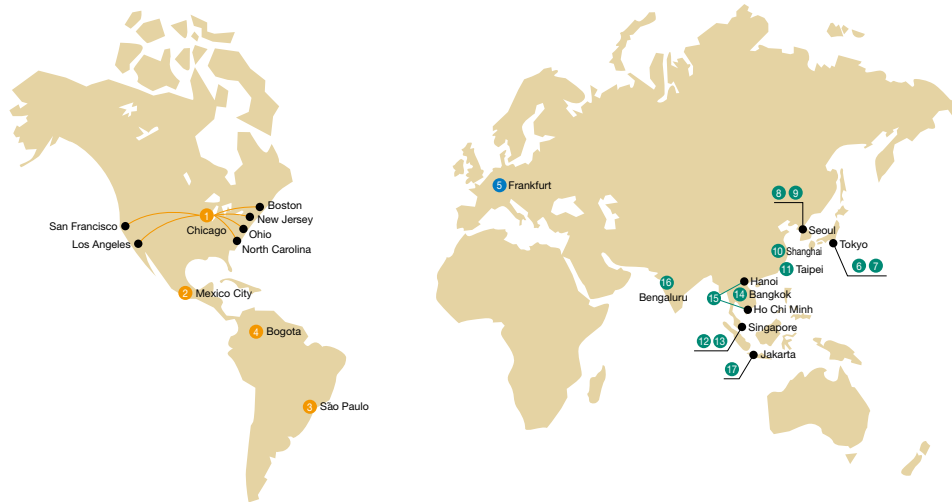 Boston
1
New Jersey
San Francisco
Chicago
Ohio
Los Angeles
North Carolina
2
Mexico City
4
Bogota
3
São Paulo
5
Frankfurt
8 9
Seoul
10
Shanghai
Tokyo
6 7
11
Taipei
16
Bengaluru
Hanoi
14
Bangkok
15
Ho Chi Minh
Singapore
12 13
Jakarta
17